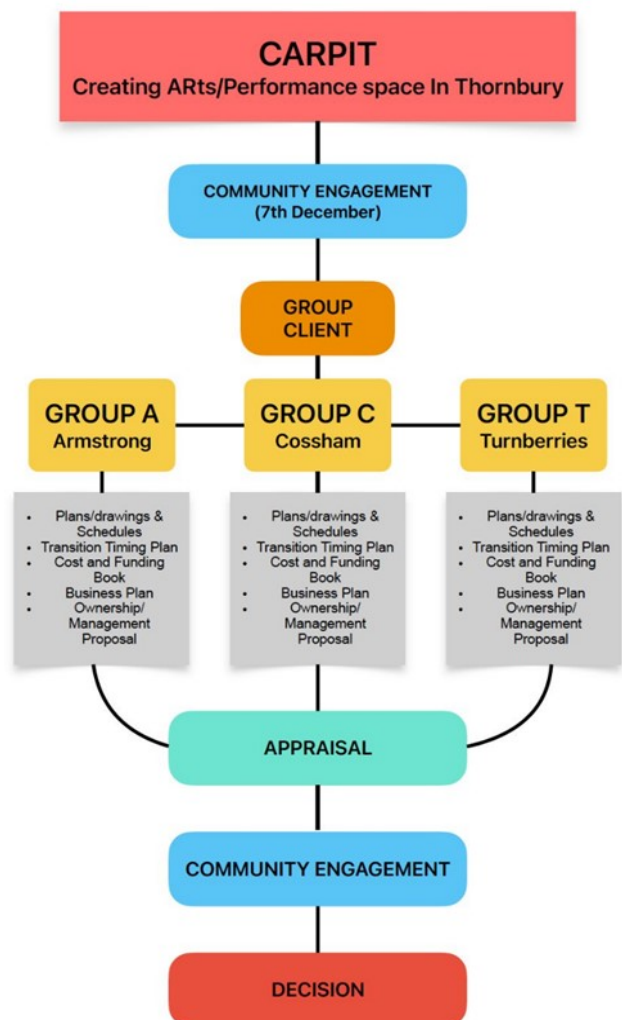 CARPIT
Creating ARts/Performance space In Thornbury
COMMUNITY ENGAGEMENT
(7th December)
GROUP
CLIENT
GROUP A
Armstrong
GROUP C
Cossham
GROUP T
Turnberries
• Plans/drawings &
Schedules
• Transition Timing Plan
• Cost and Funding
Book
• Business Plan
• Ownership/
Management
Proposal
• Plans/drawings &
Schedules
• Transition Timing Plan
• Cost and Funding
Book
• Business Plan
• Ownership/
Management
Proposal
• Plans/drawings &
Schedules
• Transition Timing Plan
• Cost and Funding
Book
• Business Plan
• Ownership/
Management
Proposal
APPRAISAL
COMMUNITY ENGAGEMENT
DECISION